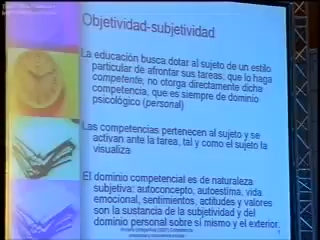 Objetividad-subjetividad
La educación busca dotar al sujeto de un estilo
particular de afrontar sus tareas: que lo haga
competente, no otorga directamente dicha
competencia, que es siempre de dominio
psicológico (personal)
Las competencias pertenecen al sujeto y se
activan ante la tarea, tal y como el sujeto la
visualiza
El dominio competencial es de naturaleza
subjetiva: autoconcepto, autoestima, vida
emocional, sentimientos, actitudes y valores
son la sustancia de la subjetividad y del
dominio personal sobre sí mismo y el exterior.